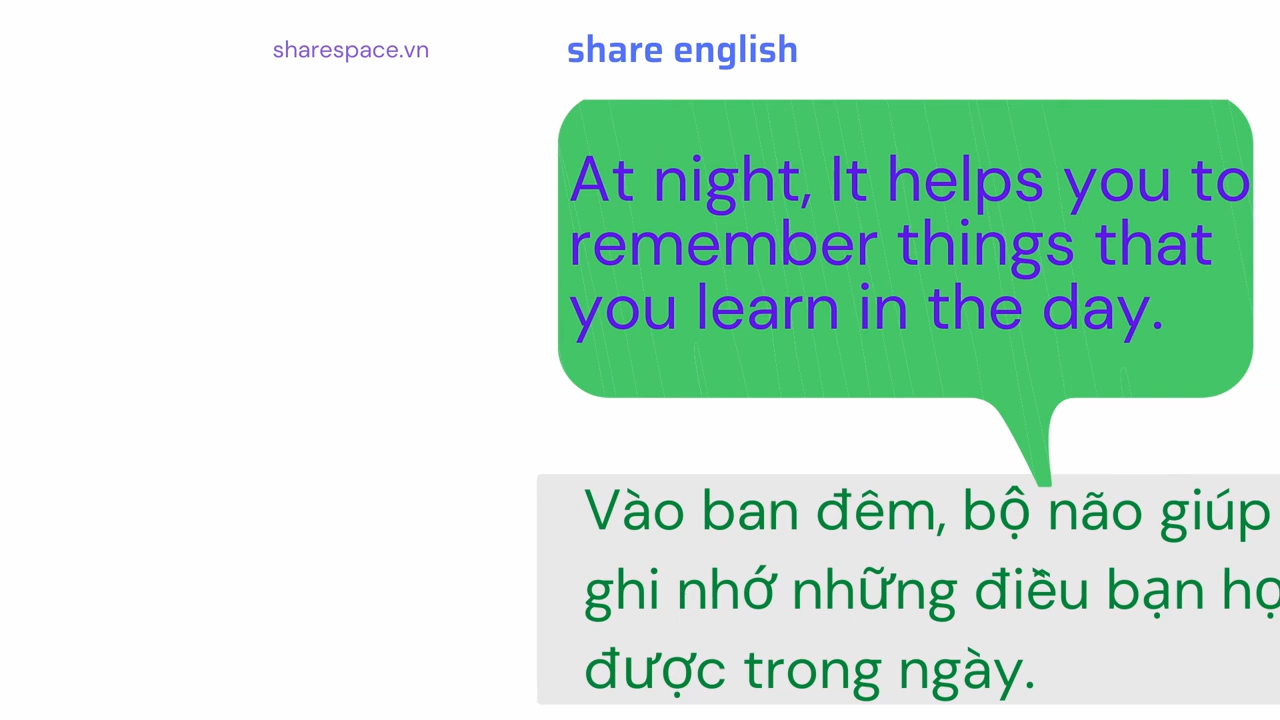 sharespace.vn
share english
At night, It helps you to
remember things that
you learn in the day.
Vào ban đêm, bộ não giúp
ghi nhớ những điều bạn
được trong ngày.